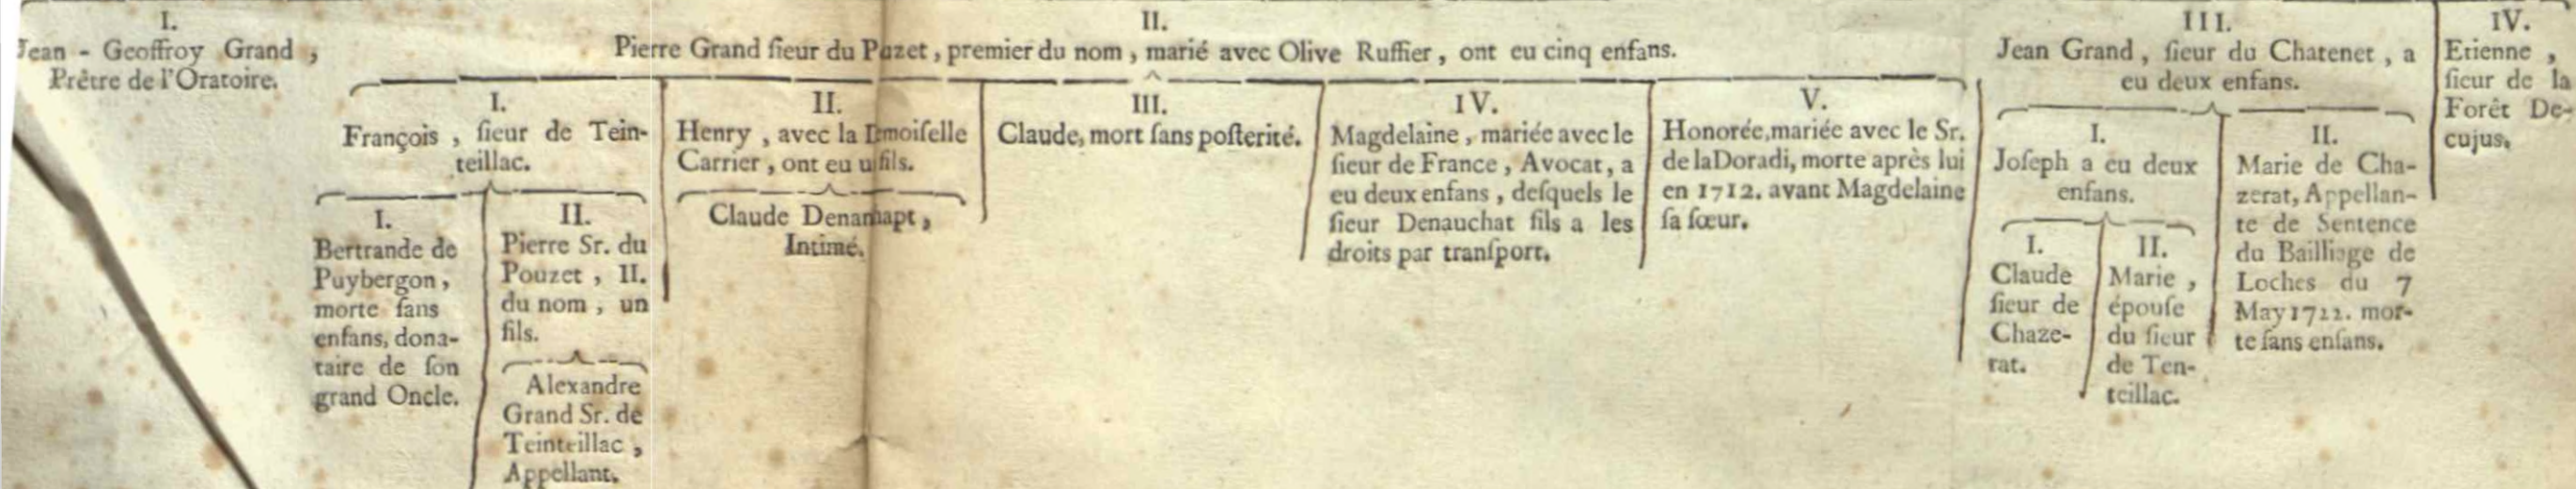 I.
Jean - Geoffroy Grand,
Prêtre de l'Oratoire.
II.
Pierre Grand ſieur du Puzet, premier du nom, marié avec Olive Ruffier, ont eu cinq enfans.
I.
François, ſieur de Tein-
teillac.
I.
Bertrande de
Puybergon,
morte ſans
enfans, dona-
taire de ſon
grand Oncle.
II.
Pierre Sr. du
Pouzet, II.
du nom, un
fils.
Alexandre
Grand Sr. de
Teinteillac,
Appellant.
II.
Henry, avec la Demoiſelle
Carrier, ont eu u fils.
Claude Denamapt,
Intimé.
III.
Claude, mort ſans poſterité.
IV.
Magdelaine, mariée avec le
ſieur de France, Avocat, a
eu deux enfans, deſquels le
ſieur Denauchat fils a les
droits par tranſport.
V.
Honorée, mariée avec le Sr.
de laDoradi, morte après lui
en 1712. avant Magdelaine
ſa ſœur.
III.
Jean Grand, ſieur du Chatenet, a
eu deux enfans.
I.
Joſeph a eu deux
enfans.
I.
Claude
ſieur de
Chaze-
rat.
II.
Marie,
épouſe
du ſieur
de Ten-
teillac.
II.
Marie de Cha-
zerat, Appellan-
te de Sentence
du Bailliage de
Loches du 7
May 1722. mor-
te ſans enfans.
IV.
Etienne,
ſieur de la
Forêt De-
cujus.